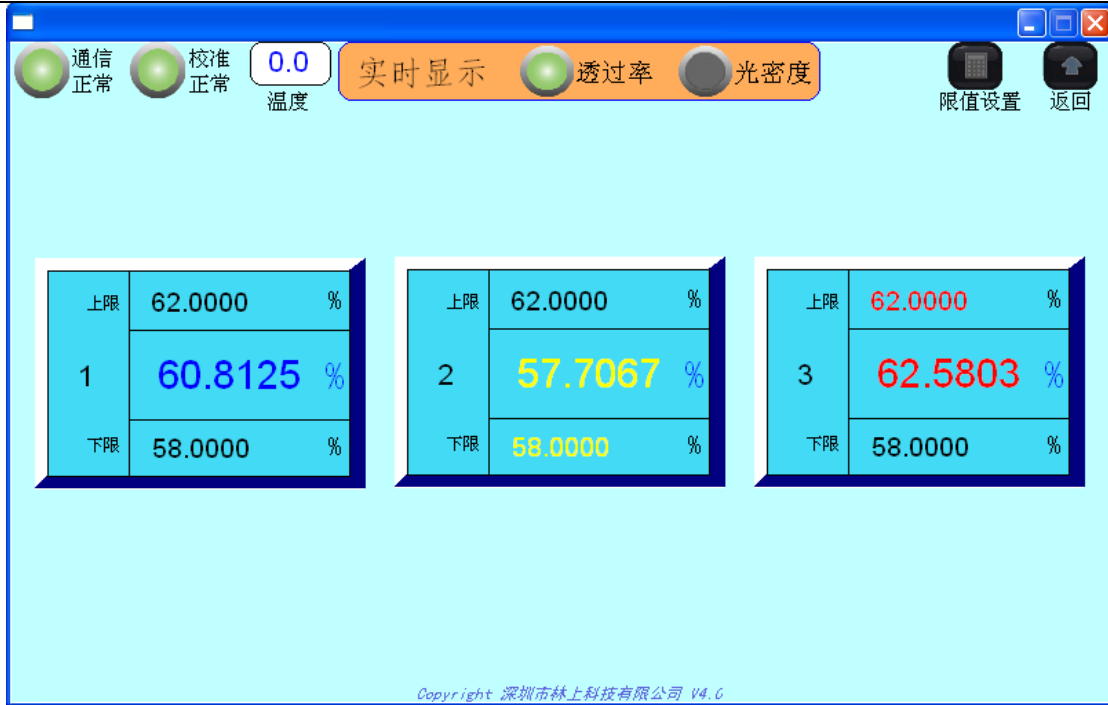 通信
正常
校准
正常
0.0
温度
实时显示 透过率 光密度
限值设置
返回
上限 62.0000 %
1 60.8125 %
下限 58.0000 %
上限 62.0000 %
2 57.7067 %
下限 58.0000 %
上限 62.0000 %
3 62.5803 %
下限 58.0000 %
Copyright 深圳市林上科技有限公司 V4.6